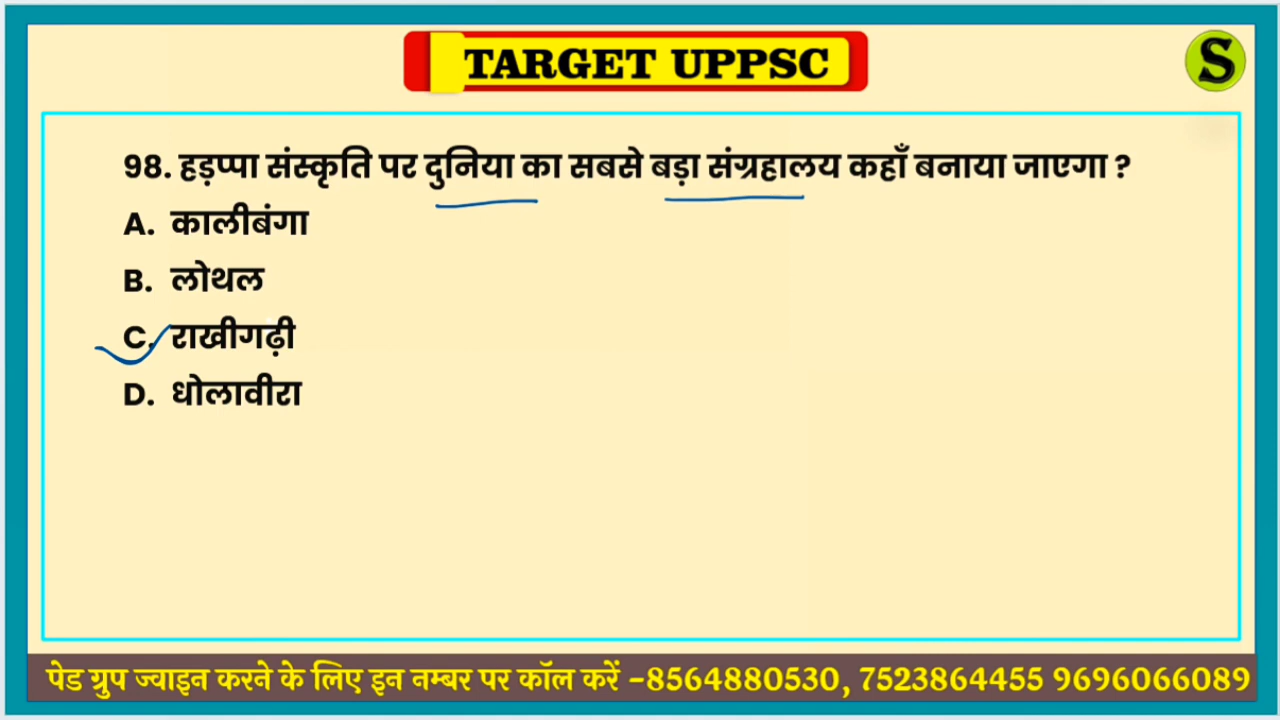 TARGET UPPSC
S
98. हड़प्पा संस्कृति पर दुनिया का सबसे बड़ा संग्रहालय कहाँ बनाया जाएगा ?
A. कालीबंगा
B. लोथल
C. राखीगढ़ी
D. धोलावीरा
पेड ग्रुप ज्वाइन करने के लिए इन नम्बर पर कॉल करें -8564880530, 7523864455 9696066089